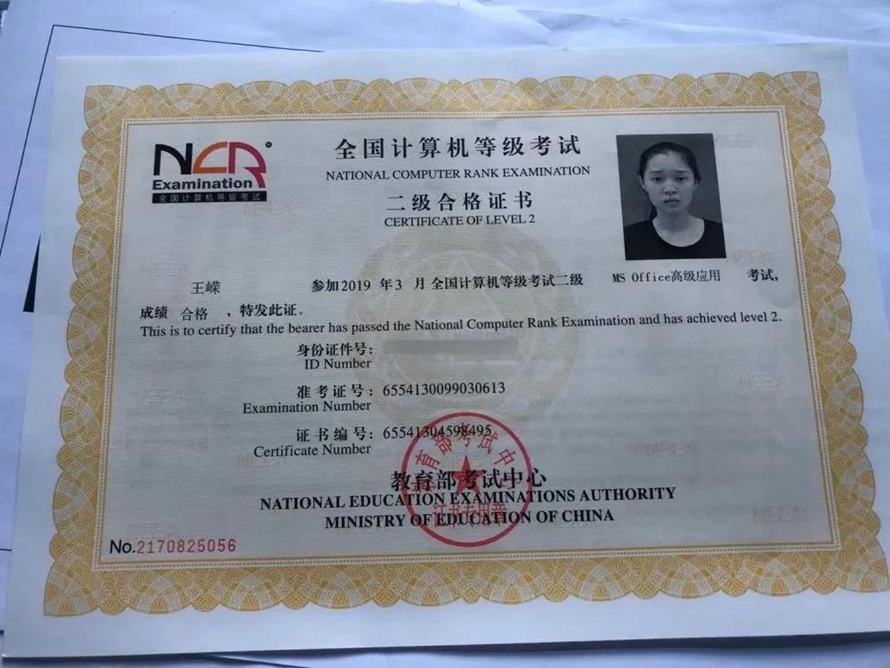 NCR
Examination
全国计算机等级考试
全国计算机等级考试
NATIONAL COMPUTER RANK EXAMINATION
二级合格证书
CERTIFICATE OF LEVEL 2
王嵘 参加2019 年3 月全国计算机等级考试二级 MS Office高级应用 考试,
成绩 合格 ,特发此证。
This is to certify that the bearer has passed the National Computer Rank Examination and has achieved level 2.
身份证件号:
ID Number
准考证号: 6554130099030613
Examination Number
证书编号: 65541304598495
Certificate Number
教育部考试中心
NATIONAL EDUCATION EXAMINATIONS AUTHORITY
MINISTRY OF EDUCATION OF CHINA
No.2170825056